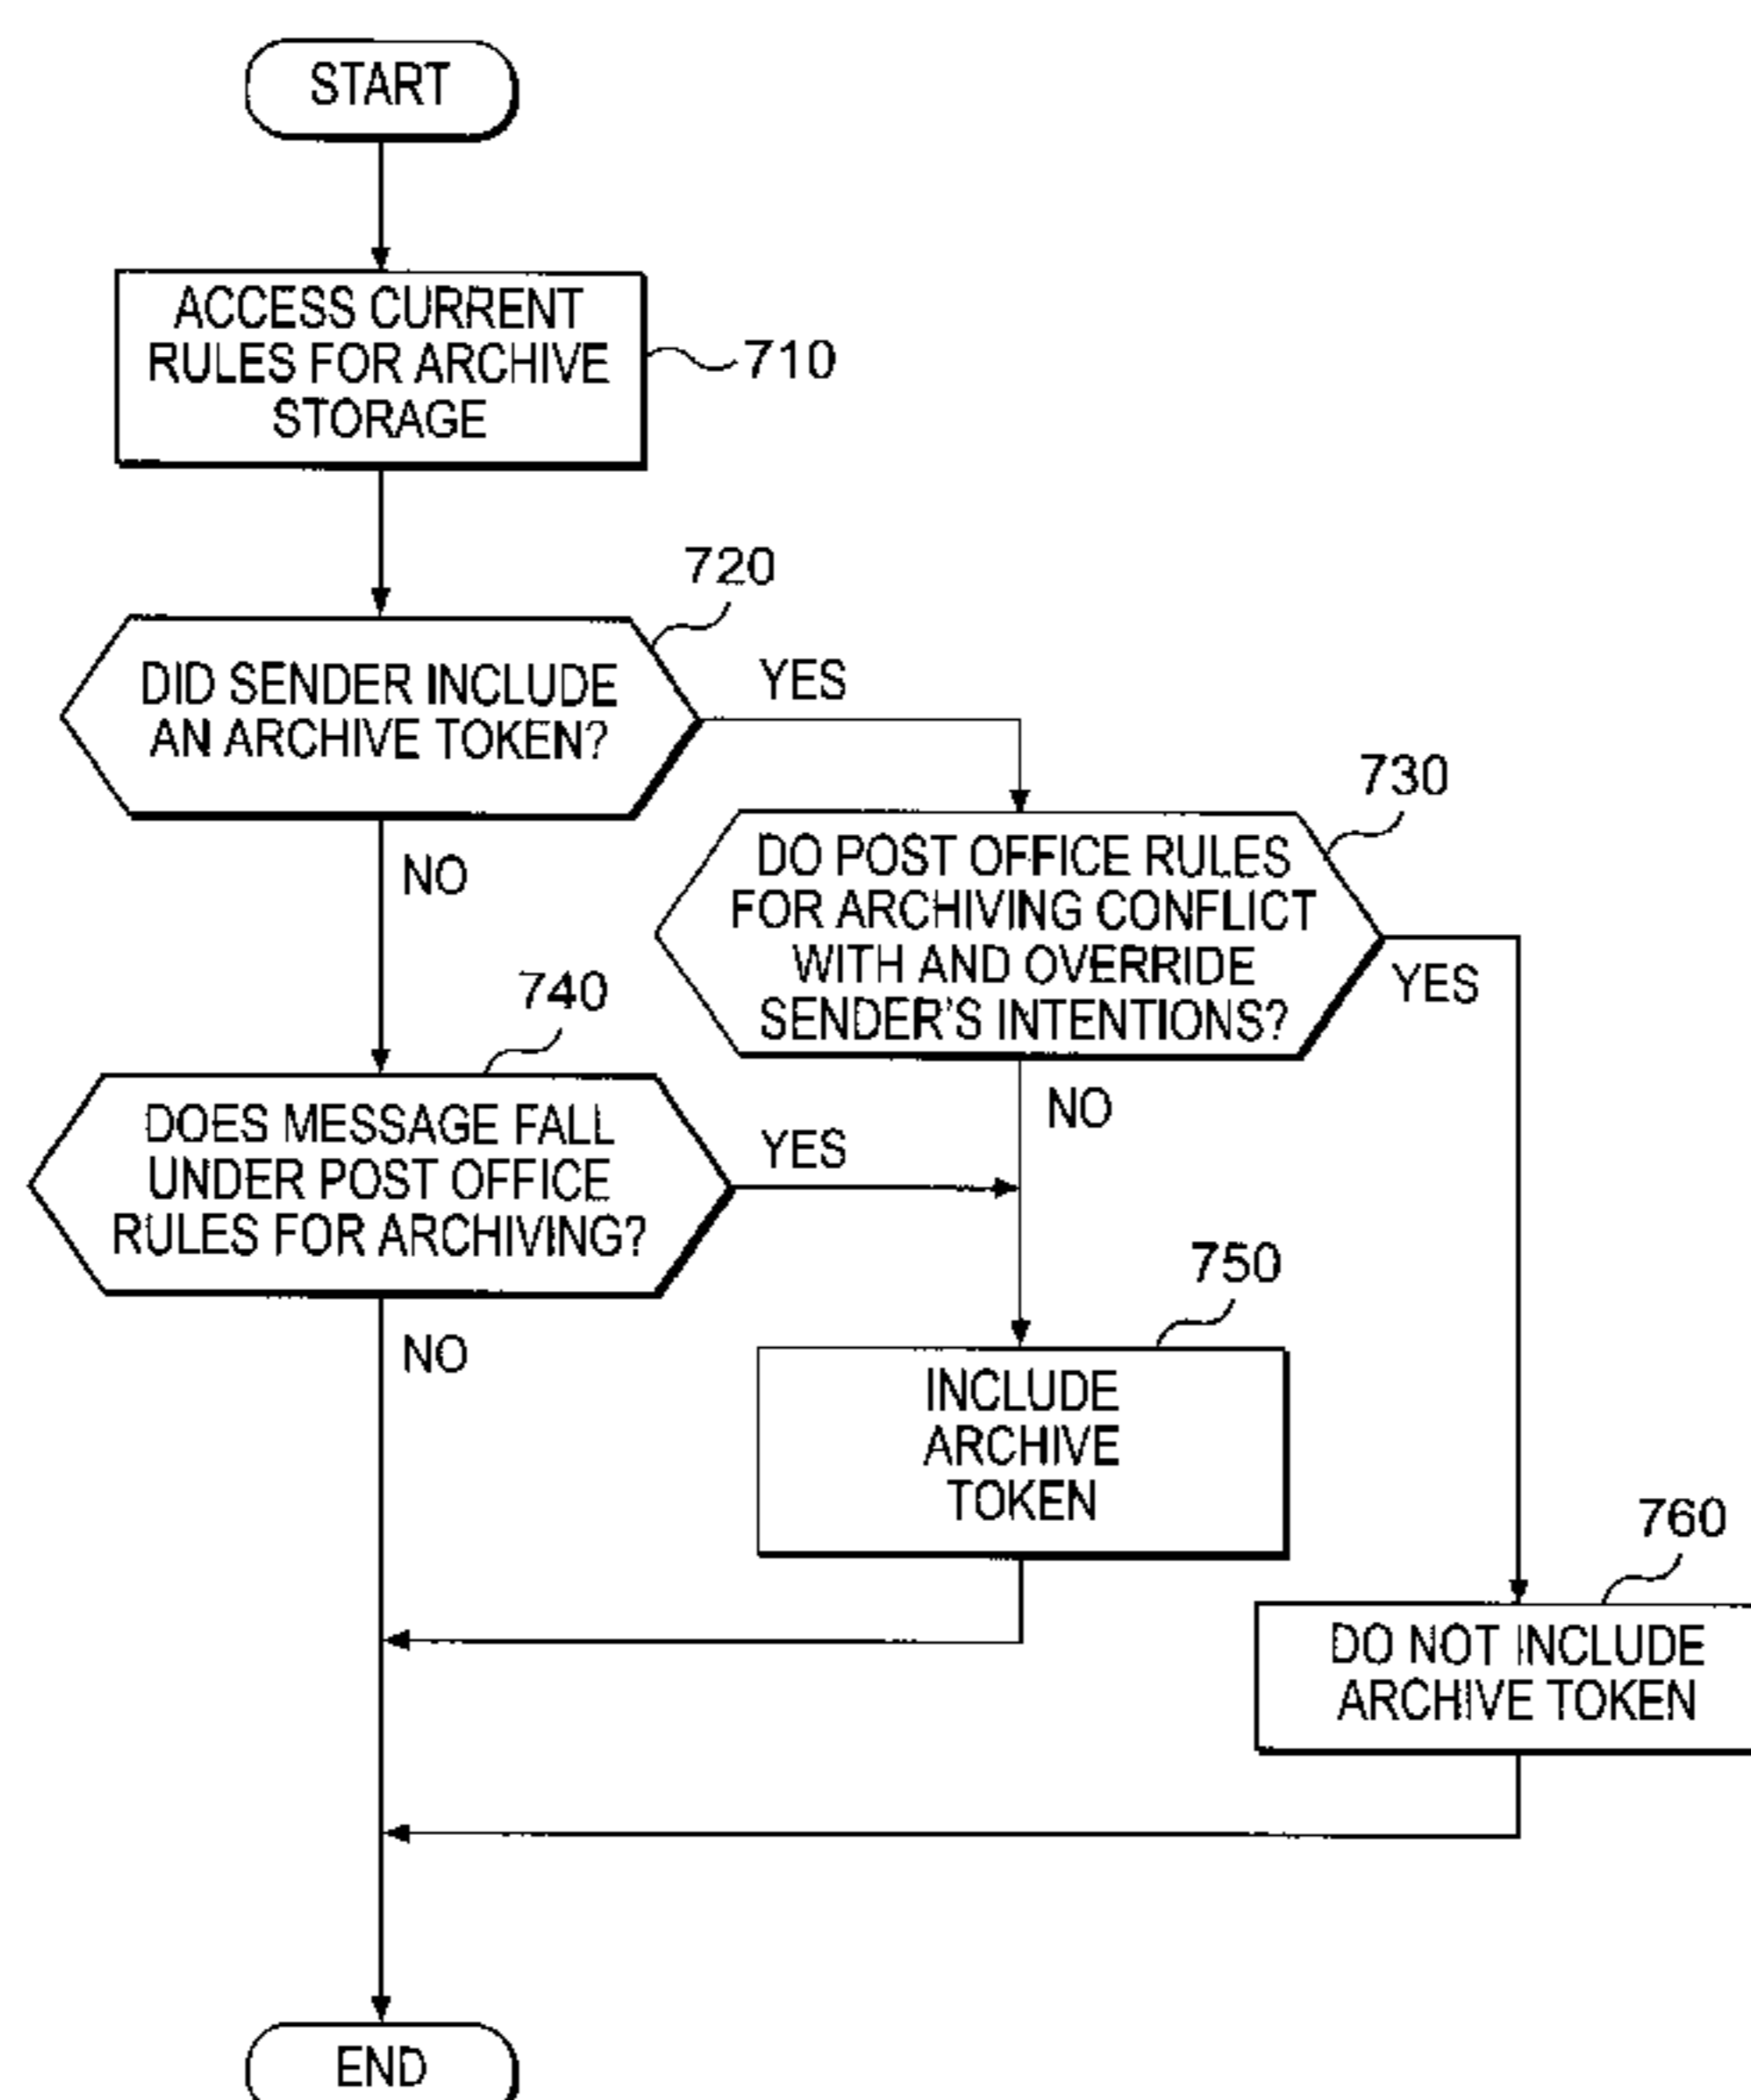 START
ACCESS CURRENT
RULES FOR ARCHIVE
STORAGE
710
720
DID SENDER INCLUDE
AN ARCHIVE TOKEN?
YES
NO
730
DO POST OFFICE RULES
FOR ARCHIVING CONFLICT
WITH AND OVERRIDE
SENDER'S INTENTIONS?
YES
NO
740
DOES MESSAGE FALL
UNDER POST OFFICE
RULES FOR ARCHIVING?
YES
NO
750
INCLUDE
ARCHIVE
TOKEN
760
DO NOT INCLUDE
ARCHIVE TOKEN
END